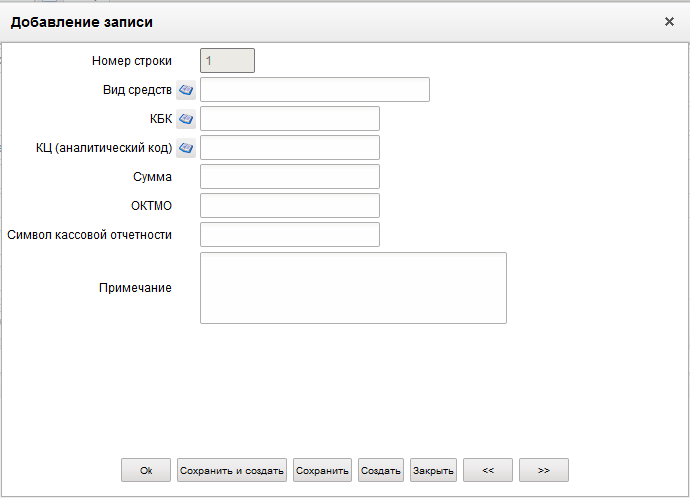 Добавление записи ×
Номер строки 1
Вид средств
КБК
КЦ (аналитический код)
Сумма
ОКТМО
Символ кассовой отчетности
Примечание
Ok Сохранить и создать Сохранить Создать Закрыть << >>